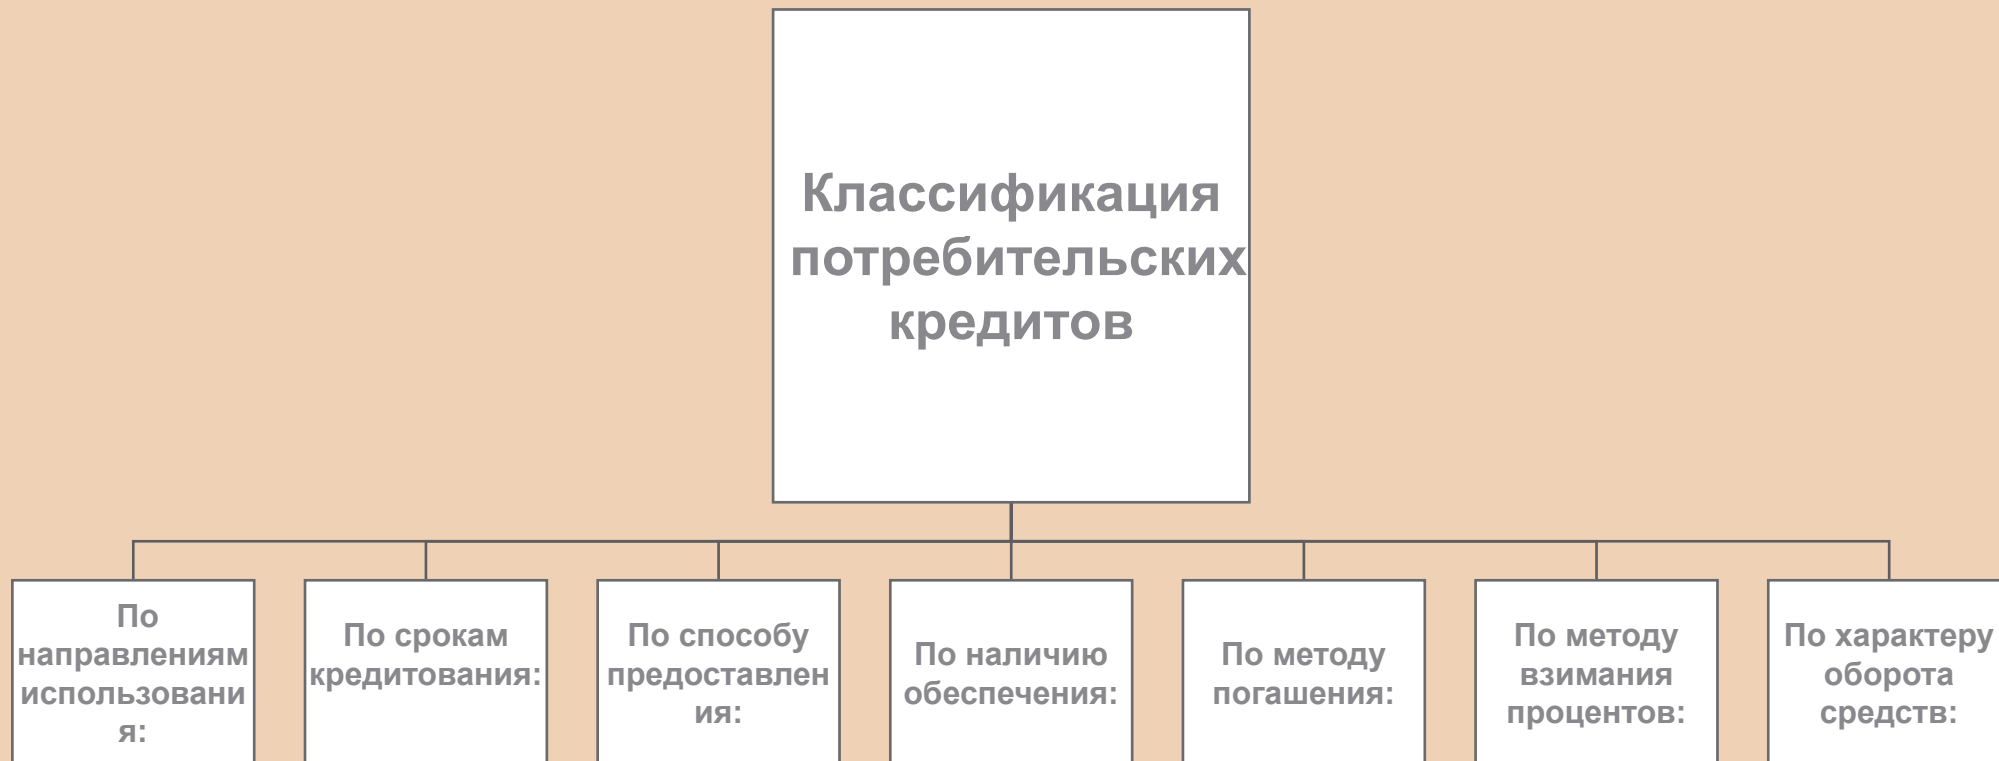 Классификация
потребительских
кредитов
По
направлениям
использовани
я:
По срокам
кредитования:
По способу
предоставлен
ия:
По наличию
обеспечения:
По методу
погашения:
По методу
взимания
процентов:
По характеру
оборота
средств: